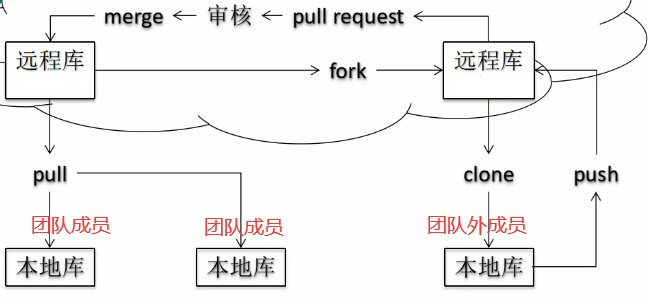 merge 审核 pull request
远程库 远程库
fork
pull clone push
团队成员 团队成员 团队外成员
本地库 本地库 本地库